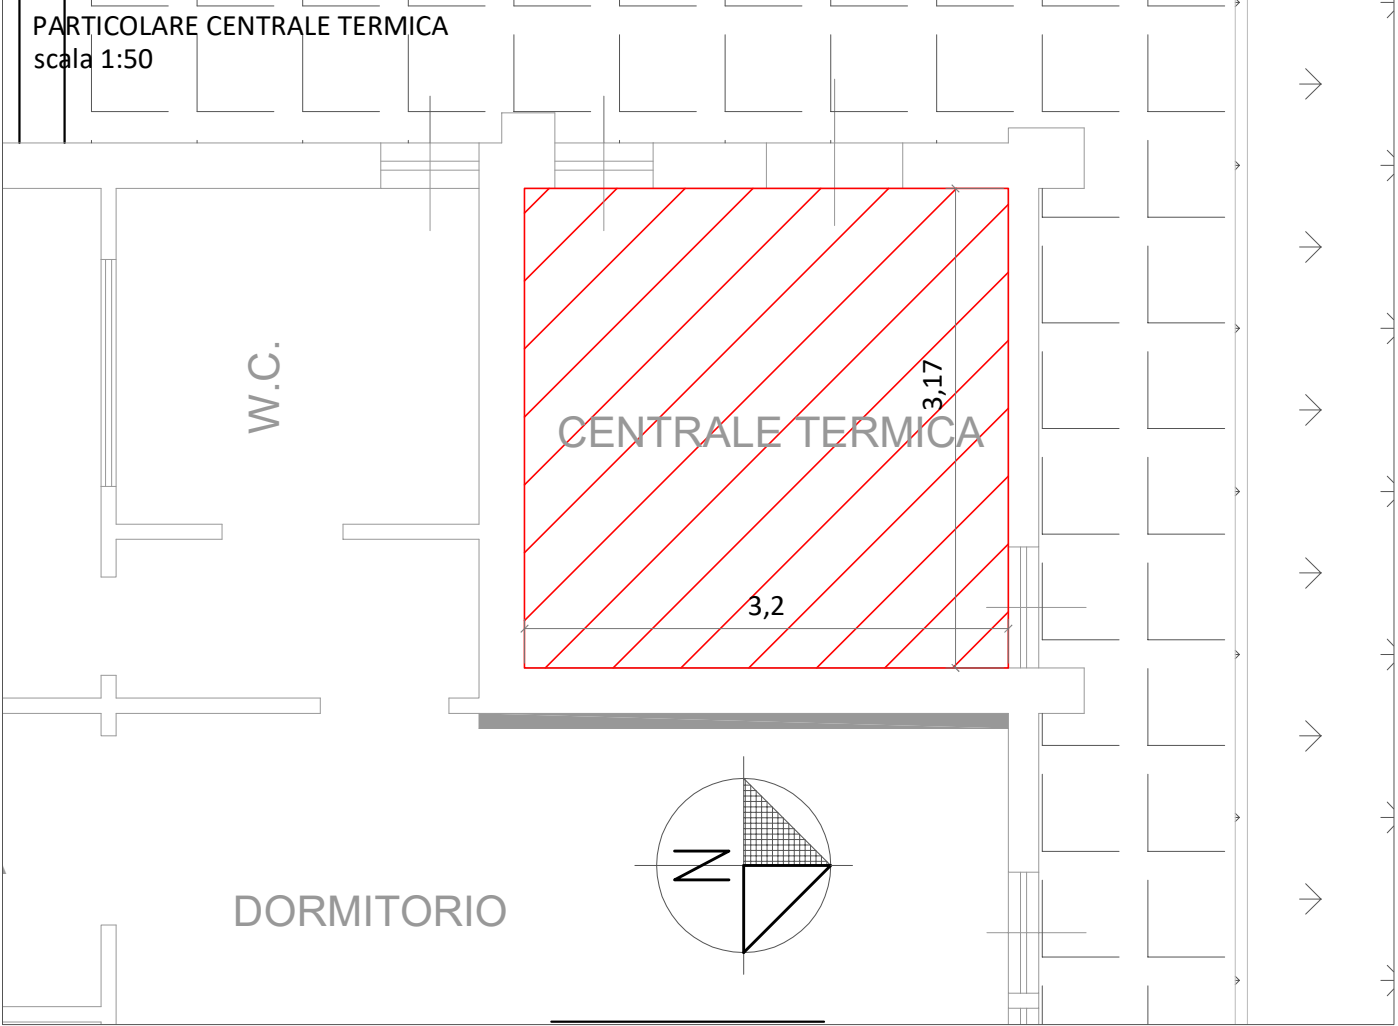 PARTICOLARE CENTRALE TERMICA
scala 1:50
W.C.
CENTRALE TERMICA
3,17
3,2
N
DORMITORIO